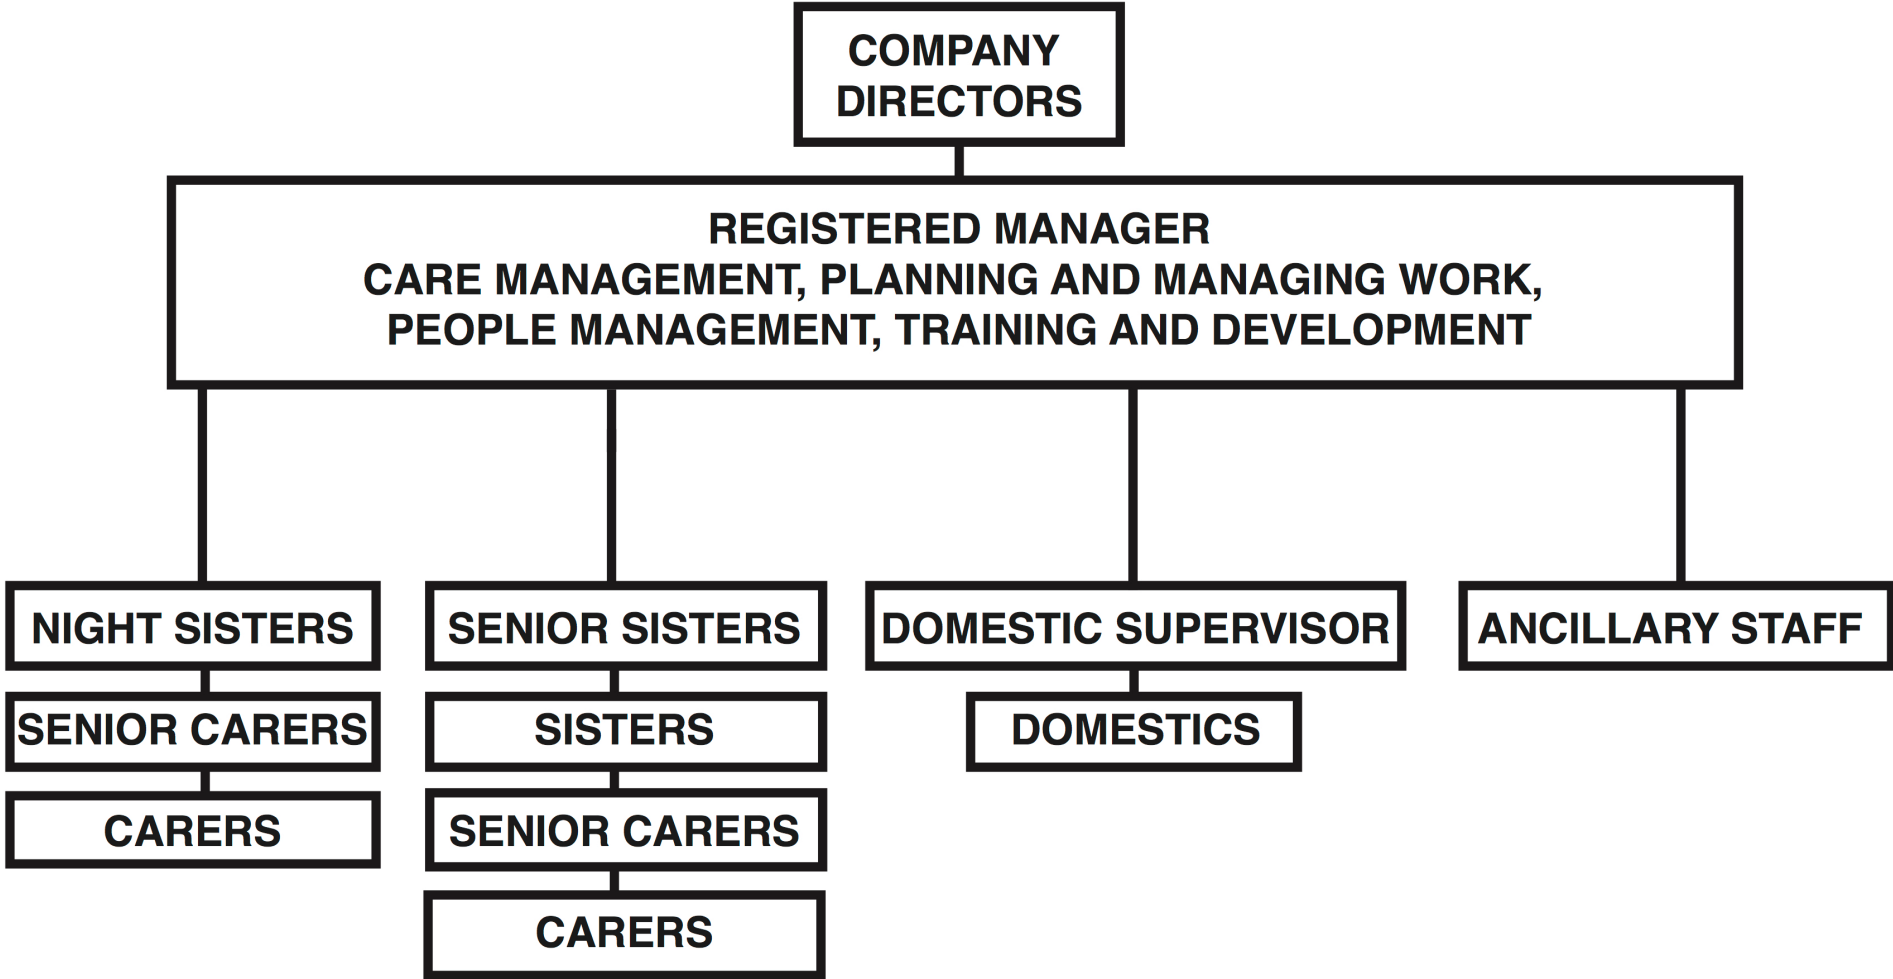 COMPANY
DIRECTORS
REGISTERED MANAGER
CARE MANAGEMENT, PLANNING AND MANAGING WORK,
PEOPLE MANAGEMENT, TRAINING AND DEVELOPMENT
NIGHT SISTERS
SENIOR CARERS
CARERS
SENIOR SISTERS
SISTERS
SENIOR CARERS
CARERS
DOMESTIC SUPERVISOR
DOMESTICS
ANCILLARY STAFF